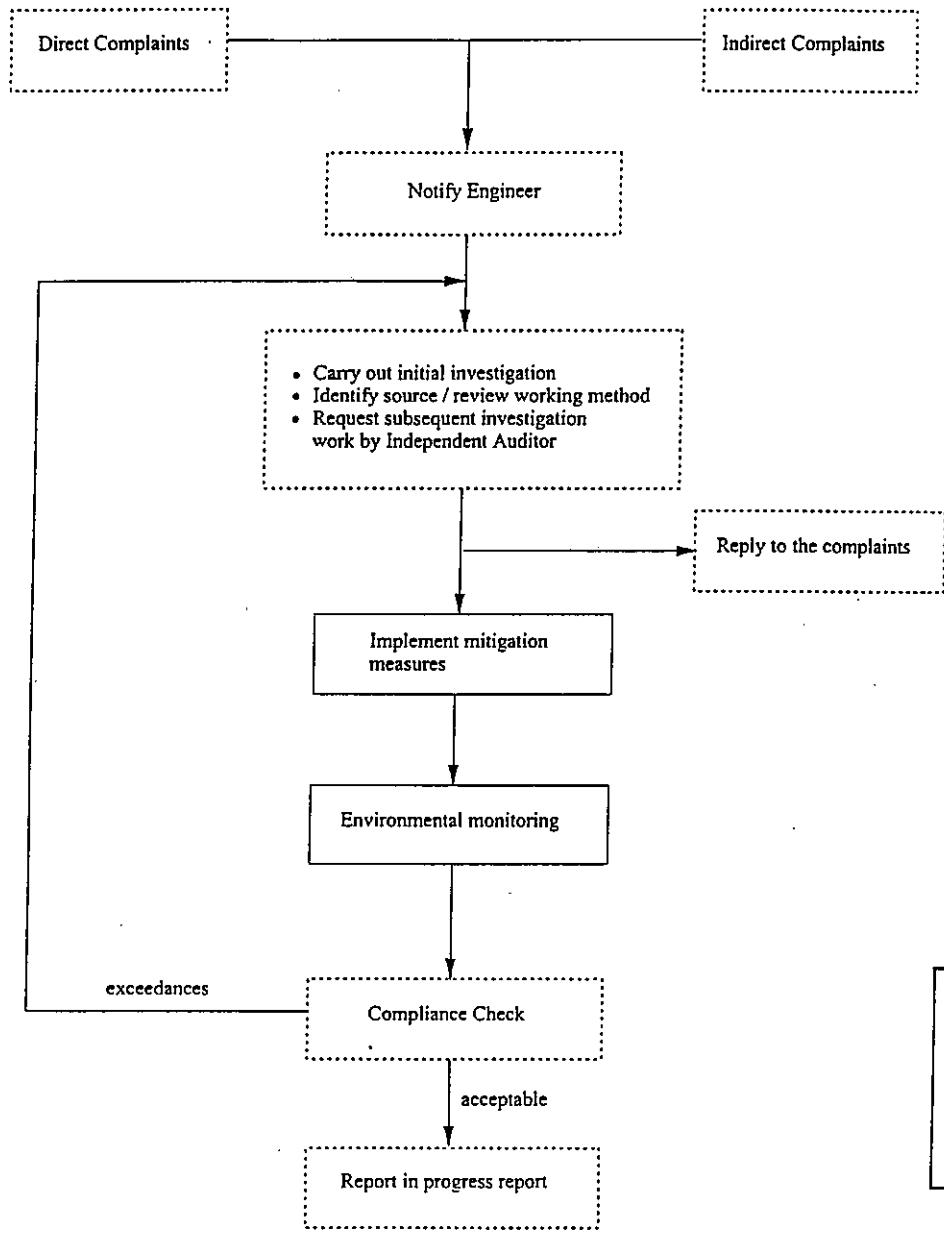 Direct Complaints
Indirect Complaints
Notify Engineer
• Carry out initial investigation
• Identify source / review working method
• Request subsequent investigation
work by Independent Auditor
Reply to the complaints
Implement mitigation
measures
Environmental monitoring
exceedances
Compliance Check
acceptable
Report in progress report